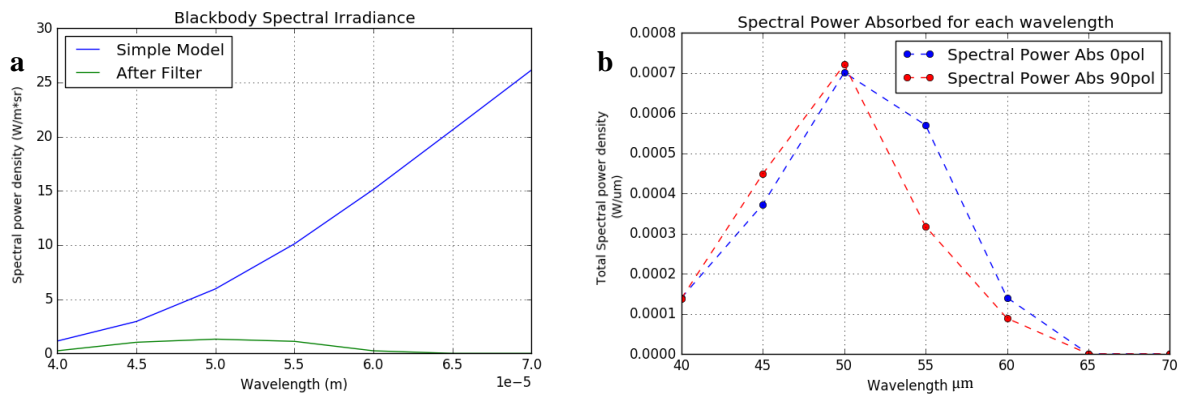 a
Blackbody Spectral Irradiance
Spectral power density (W/m*sr)
30
25
20
15
10
5
0
Simple Model
After Filter
4.0 4.5 5.0 5.5 6.0 6.5 7.0
1e−5
Wavelength (m)
b
Spectral Power Absorbed for each wavelength
Total Spectral power density
(W/um)
0.0008
0.0007
0.0006
0.0005
0.0004
0.0003
0.0002
0.0001
0.0000
Spectral Power Abs 0pol
Spectral Power Abs 90pol
40 45 50 55 60 65 70
Wavelength μm